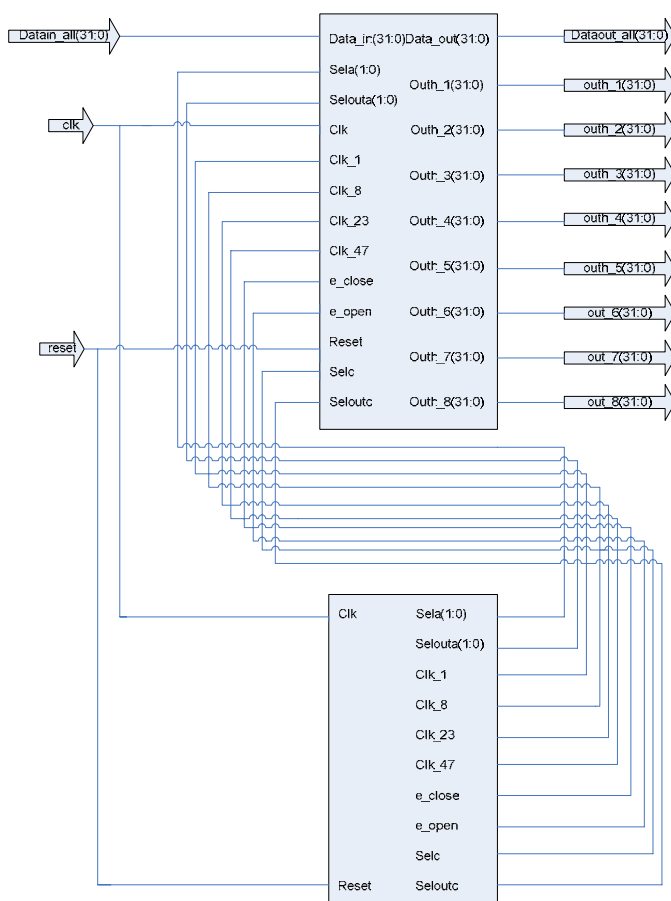 Datain_all(31:0)
Data_in(31:0) Data_out(31:0)
Dataout_all(31:0)
Sela(1:0)
Outh_1(31:0)
outh_1(31:0)
Selouta(1:0)
clk
Clk
Outh_2(31:0)
outh_2(31:0)
Clk_1
Outh_3(31:0)
outh_3(31:0)
Clk_8
Clk_23
Outh_4(31:0)
outh_4(31:0)
Clk_47
Outh_5(31:0)
outh_5(31:0)
e_close
e_open
Outh_6(31:0)
out_6(31:0)
reset
Reset
Outh_7(31:0)
out_7(31:0)
Selc
Seloutc
Outh_8(31:0)
out_8(31:0)
Clk
Sela(1:0)
Selouta(1:0)
Clk_1
Clk_8
Clk_23
Clk_47
e_close
e_open
Selc
Reset
Seloutc